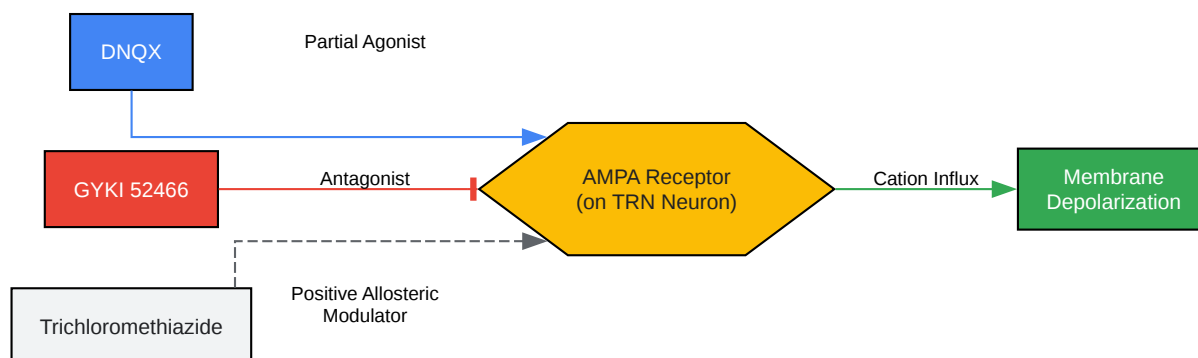 DNQX
Partial Agonist
GYKI 52466
Antagonist
AMPA Receptor
(on TRN Neuron)
Cation Influx
Membrane
Depolarization
Positive Allosteric
Modulator
Trichloromethiazide